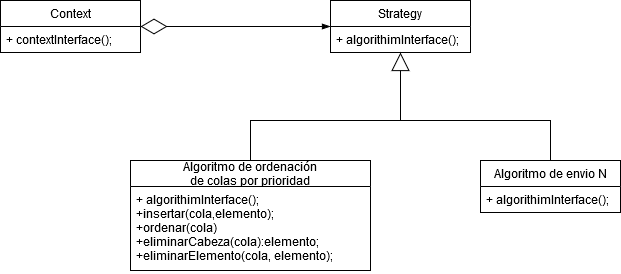 Context
+ contextInterface();
Strategy
+ algorithimInterface();
Algoritmo de ordenación
de colas por prioridad
+ algorithimInterface();
+insertar(cola,elemento);
+ordenar(cola)
+eliminarCabeza(cola):elemento;
+eliminarElemento(cola, elemento);
Algoritmo de envio N
+ algorithimInterface();